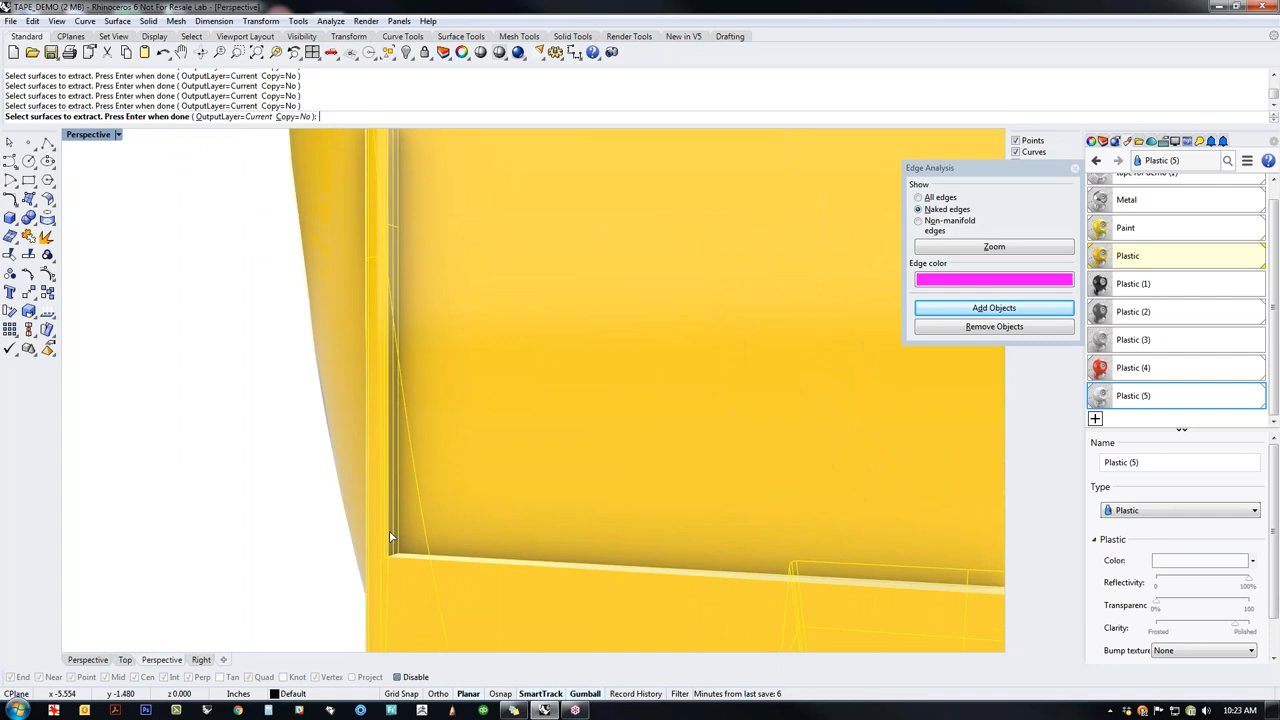 TAPE_DEMO (2 MB) - Rhinoceros 6 Not For Resale Lab - [Perspective]
File Edit View Curve Surface Solid Mesh Dimension Transform Tools Analyze Render Panels Help
Standard CPlanes Set View Display Select Viewport Layout Visibility Transform Curve Tools Surface Tools Solid Tools Mesh Tools Render Tools New in V5 Drafting
Select surfaces to extract. Press Enter when done ( OutputLayer=Current Copy=No )
Select surfaces to extract. Press Enter when done ( OutputLayer=Current Copy=No )
Select surfaces to extract. Press Enter when done ( OutputLayer=Current Copy=No )
Select surfaces to extract. Press Enter when done ( OutputLayer=Current Copy=No )
Select surfaces to extract. Press Enter when done ( OutputLayer=Current Copy=No ):
Perspective
Points
Curves
Edge Analysis
Show
All edges
Naked edges
Non-manifold
edges
Zoom
Edge color
Add Objects
Remove Objects
Plastic (5)
tape for demo (2)
Metal
Paint
Plastic
Plastic (1)
Plastic (2)
Plastic (3)
Plastic (4)
Plastic (5)
Name
Plastic (5)
Type
Plastic
Plastic
Color:
Reflectivity:
0% 100%
Transparenc
0% 100
Clarity:
Frosted Polished
Bump texture None
Perspective Top Perspective Right
End Near Point Mid Cen Int Perp Tan Quad Knot Vertex Project Disable
CPlane x -5.554 y -1.480 z 0.000 Inches Default Grid Snap Ortho Planar Osnap SmartTrack Gumball Record History Filter Minutes from last save: 6
10:23 AM